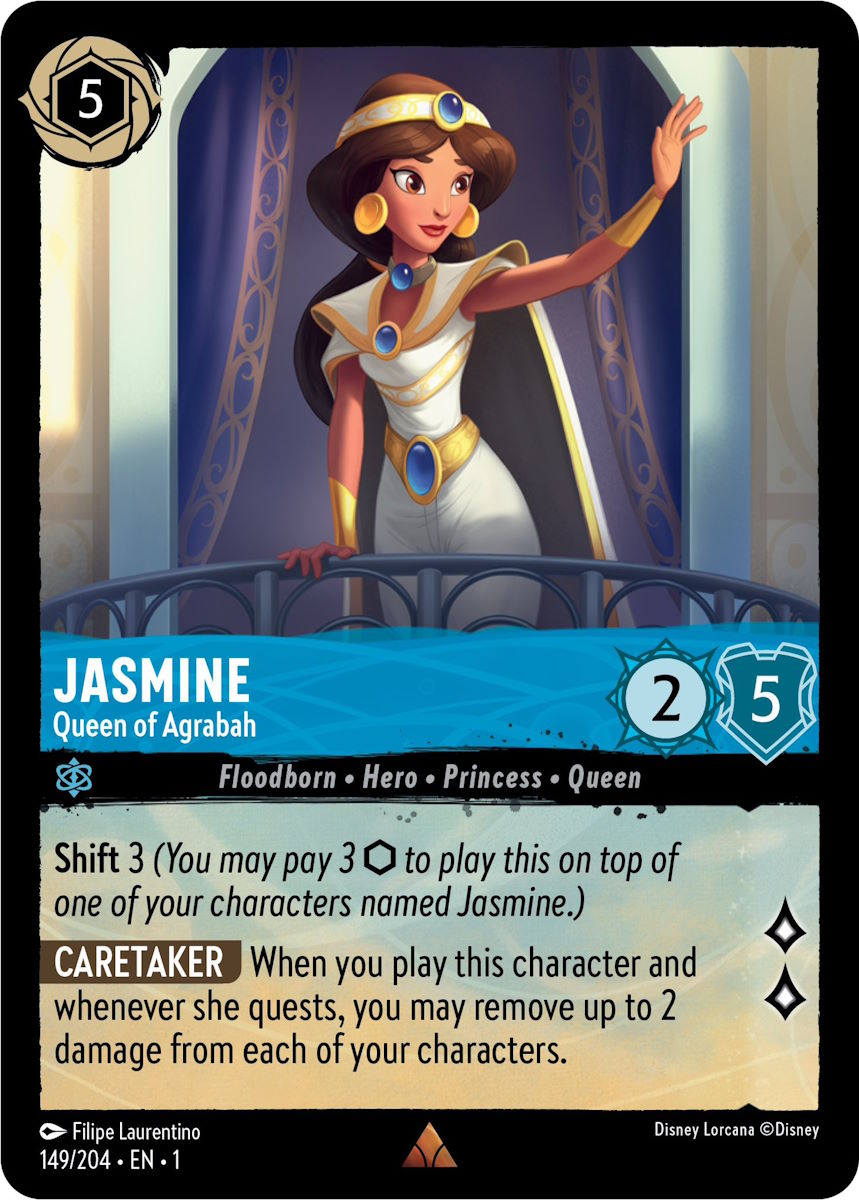 5
JASMINE
Queen of Agrabah
2
5
Floodborn • Hero • Princess • Queen
Shift 3 (You may pay 3 ⬡ to play this on top of
one of your characters named Jasmine.)
CARETAKER When you play this character and
whenever she quests, you may remove up to 2
damage from each of your characters.
Filipe Laurentino
149/204 • EN • 1
Disney Lorcana ©Disney